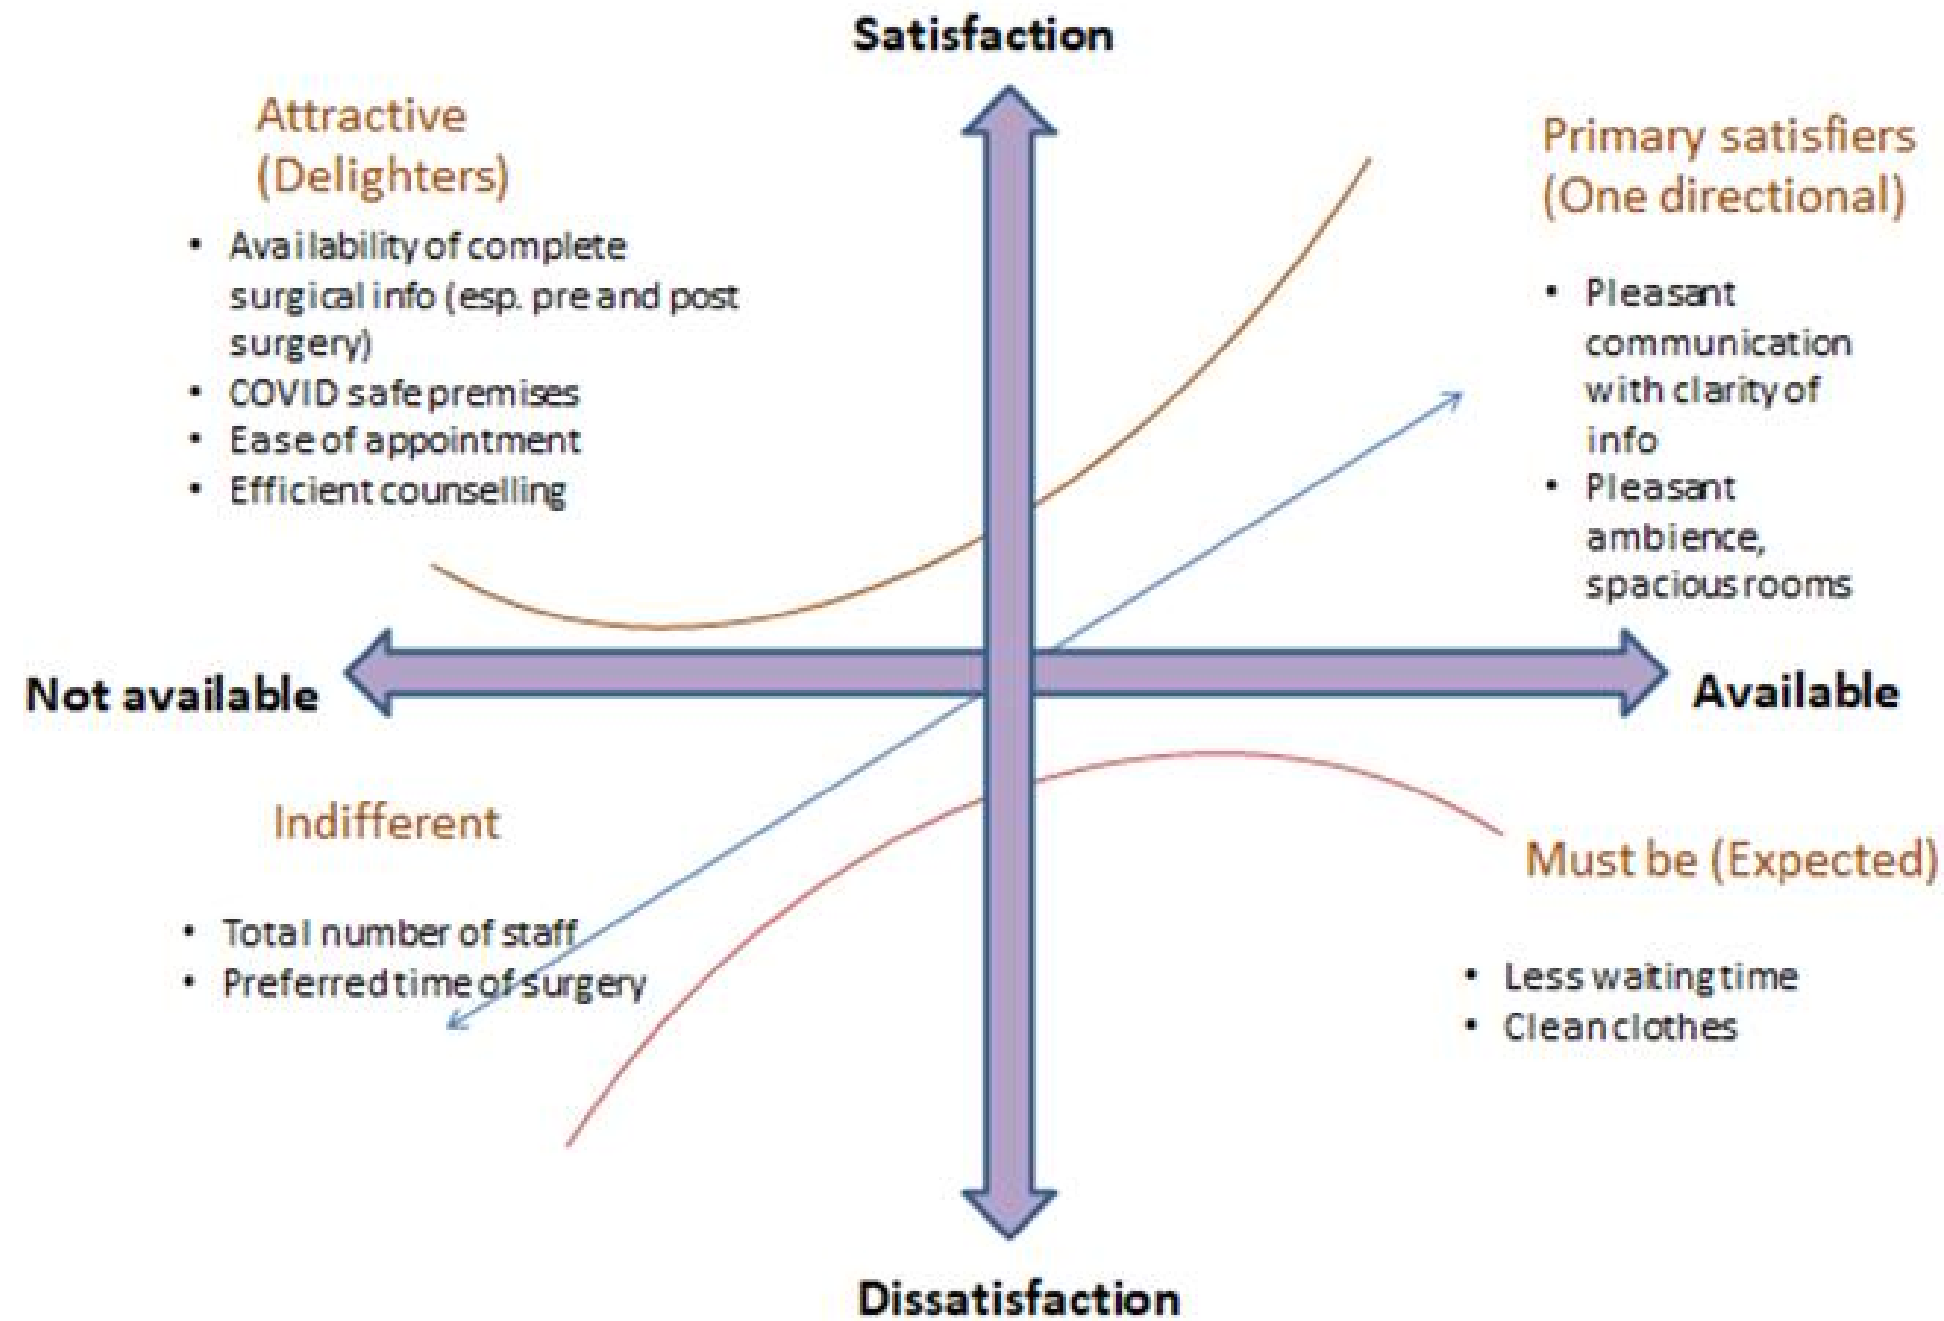 Satisfaction
Attractive
(Delighters)
• Availability of complete
surgical info (esp. pre and post
surgery)
• COVID safe premises
• Ease of appointment
• Efficient counselling
Primary satisfiers
(One directional)
• Pleasant
communication
with clarity of
info
• Pleasant
ambience,
spacious rooms
Not available
Available
Indifferent
• Total number of staff
• Preferred time of surgery
Must be (Expected)
• Less waiting time
• Clean clothes
Dissatisfaction